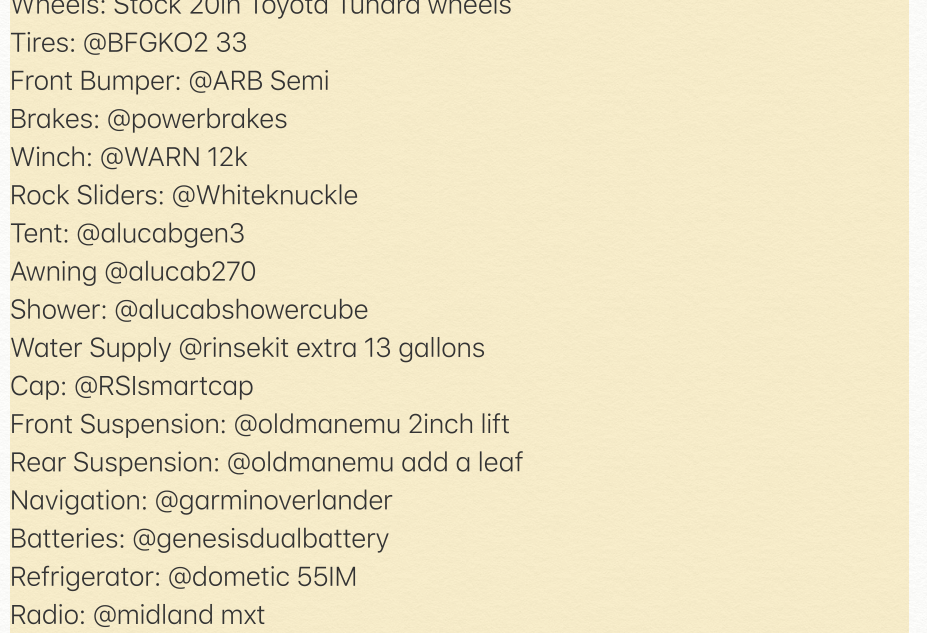 Wheels: Stock 20in Toyota Tundra wheels
Tires: @BFGKO2 33
Front Bumper: @ARB Semi
Brakes: @powerbrakes
Winch: @WARN 12k
Rock Sliders: @Whiteknuckle
Tent: @alucabgen3
Awning @alucab270
Shower: @alucabshowercube
Water Supply @rinsekit extra 13 gallons
Cap: @RSIsmartcap
Front Suspension: @oldmanemu 2inch lift
Rear Suspension: @oldmanemu add a leaf
Navigation: @garminoverlander
Batteries: @genesisdualbattery
Refrigerator: @dometic 55IM
Radio: @midland mxt